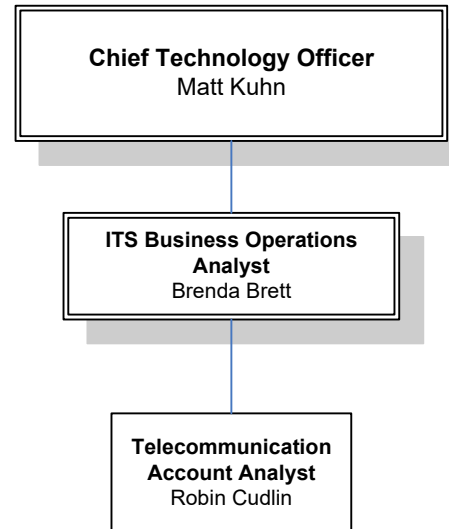 Chief Technology Officer
Matt Kuhn
ITS Business Operations
Analyst
Brenda Brett
Telecommunication
Account Analyst
Robin Cudlin